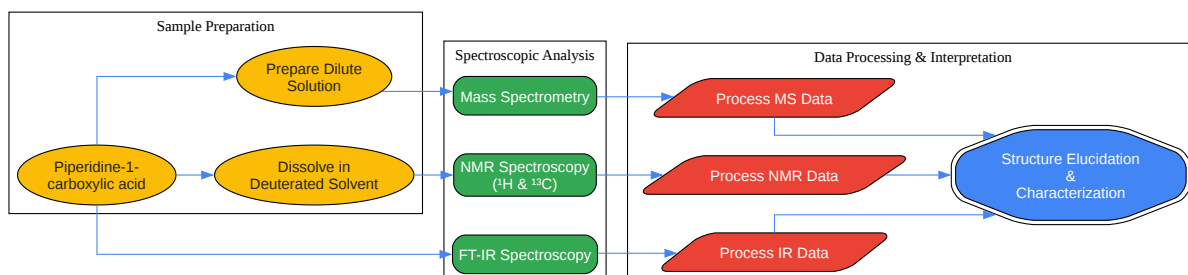 Sample Preparation
Prepare Dilute
Solution
Piperidine-1-
carboxylic acid
Dissolve in
Deuterated Solvent
Spectroscopic Analysis
Mass Spectrometry
NMR Spectroscopy
(¹H & ¹³C)
FT-IR Spectroscopy
Data Processing & Interpretation
Process MS Data
Process NMR Data
Process IR Data
Structure Elucidation
&
Characterization